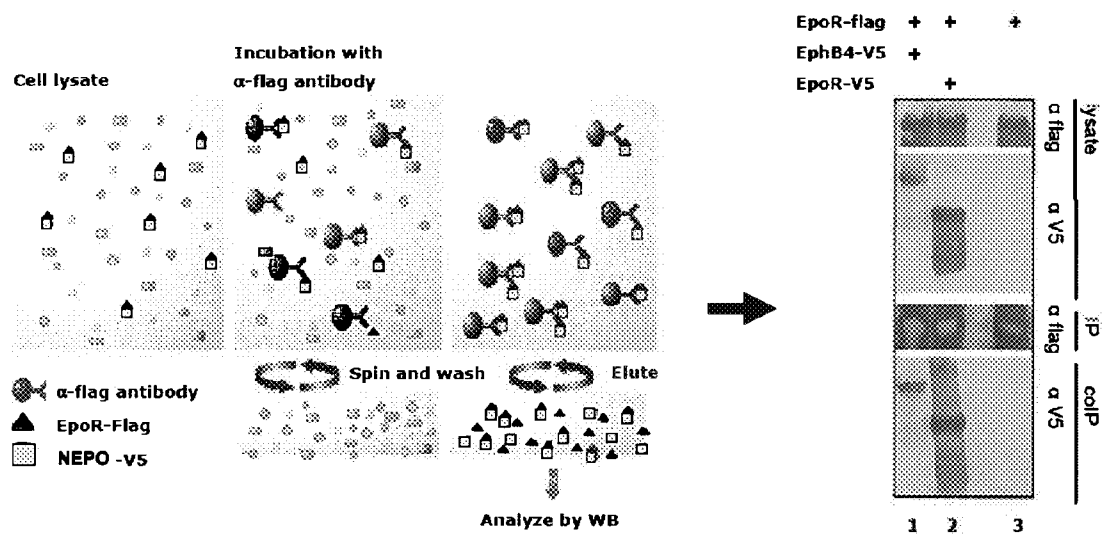 Cell lysate
Incubation with
α-flag antibody
Spin and wash
Elute
α-flag antibody
EpoR-Flag
NEPO -V5
Analyze by WB
EpoR-flag + + +
EphB4-V5 +
EpoR-V5 +
α flag
lysate
α V5
α flag
IP
α V5
coIP
1 2 3